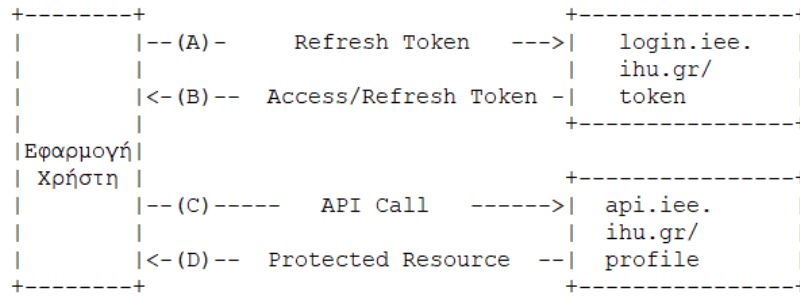 +--------+                               +----------------+
|        |--(A)-     Refresh Token   --->|   login.iee.
|        |                               |   ihu.gr/
|        |<-(B)--  Access/Refresh Token -|   token
|        |                               +----------------+
|Εφαρμογή|
| Χρήστη |                               +----------------+
|        |--(C)-----   API Call   ------>|  api.iee.      |
|        |                               |  ihu.gr/       |
|        |<-(D)--  Protected Resource  --|  profile       |
+--------+                               +----------------+